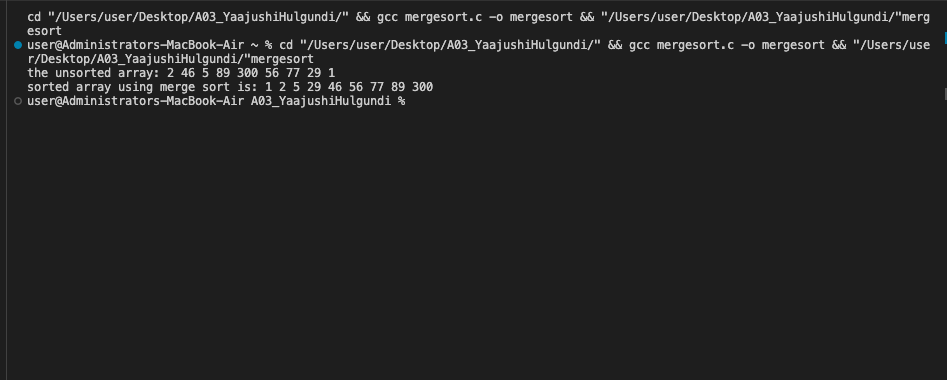 cd "/Users/user/Desktop/A03_YaajushiHulgundi/" && gcc mergesort.c -o mergesort && "/Users/user/Desktop/A03_YaajushiHulgundi/"merg
esort
user@Administrators-MacBook-Air ~ % cd "/Users/user/Desktop/A03_YaajushiHulgundi/" && gcc mergesort.c -o mergesort && "/Users/use
r/Desktop/A03_YaajushiHulgundi/"mergesort
the unsorted array: 2 46 5 89 300 56 77 29 1
sorted array using merge sort is: 1 2 5 29 46 56 77 89 300
user@Administrators-MacBook-Air A03_YaajushiHulgundi %